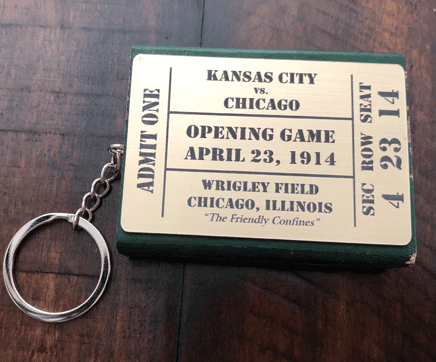 ADMIT ONE
KANSAS CITY
vs.
CHICAGO
OPENING GAME
APRIL 23, 1914
WRIGLEY FIELD
CHICAGO, ILLINOIS
"The Friendly Confines"
SEC ROW SEAT
4 23 14